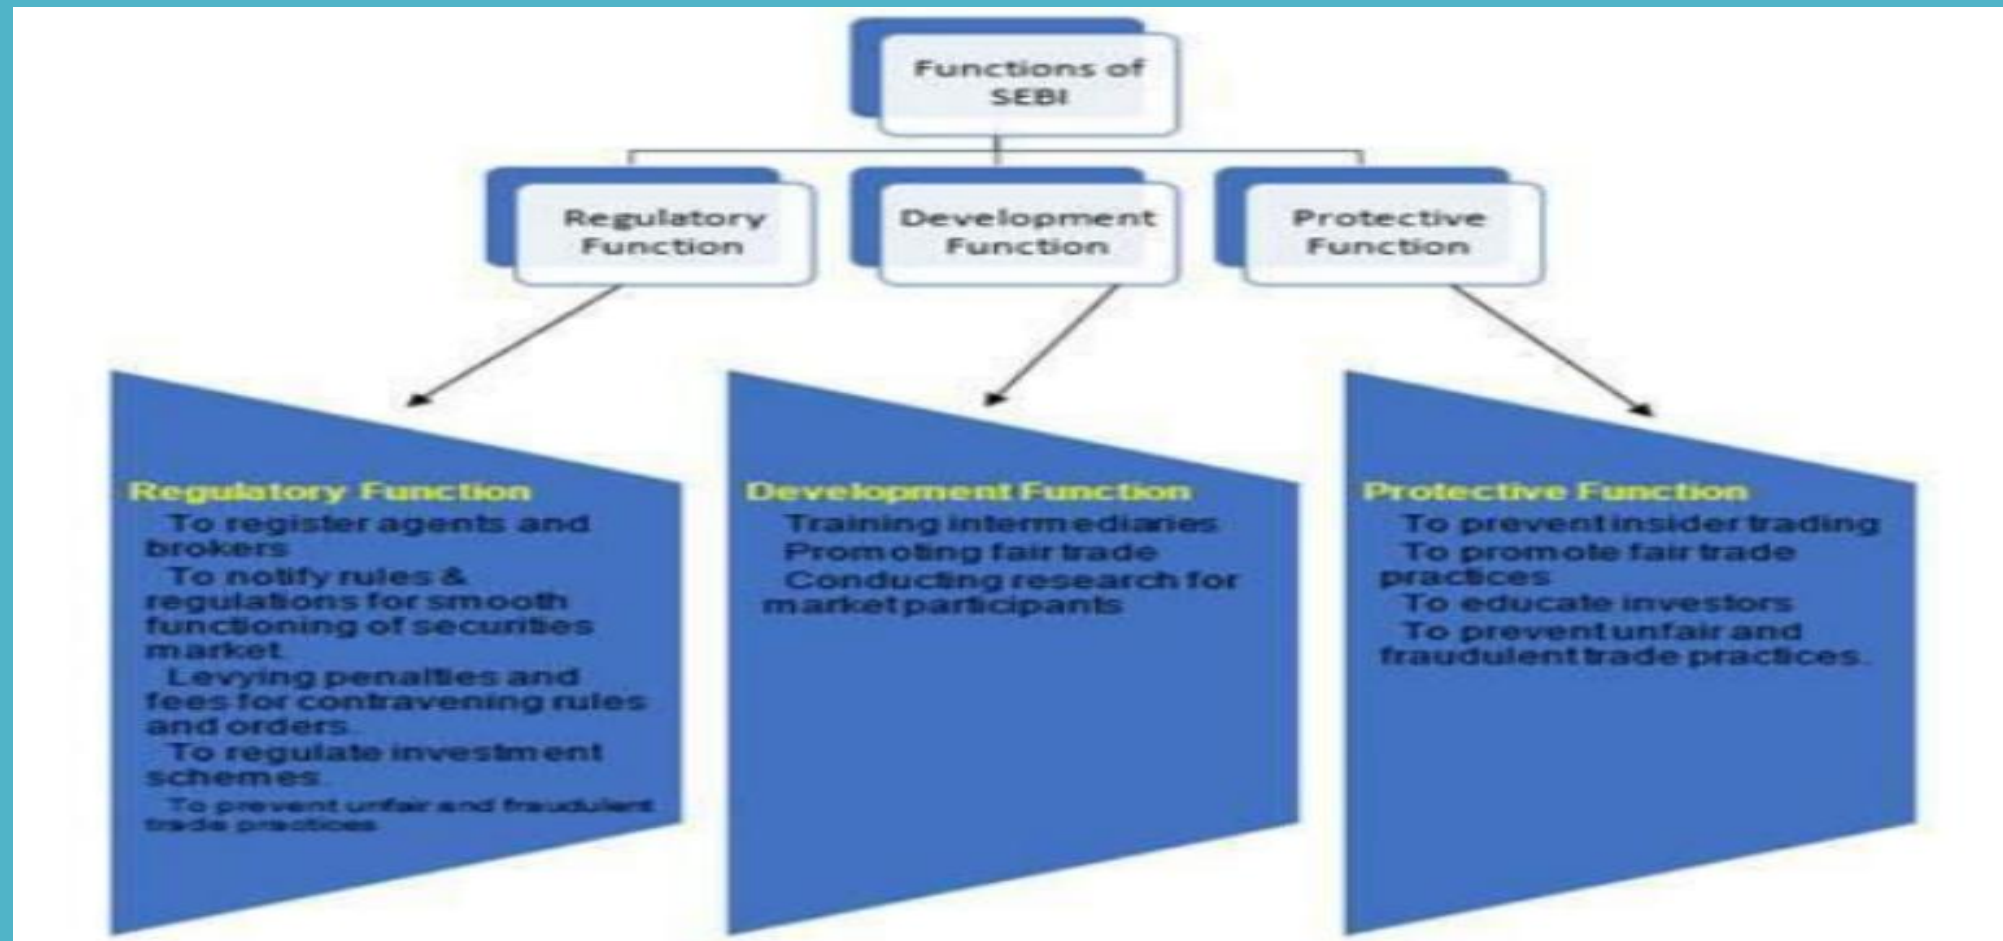 Functions of
SEBI
Regulatory
Function
Development
Function
Protective
Function
Regulatory Function
To register agents and
brokers
To notify rules &
regulations for smooth
functioning of securities
market.
Levying penalties and
fees for contravening rules
and orders.
To regulate investment
schemes.
To prevent unfair and fraudulent
trade practices
Development Function
Training intermediaries
Promoting fair trade
Conducting research for
market participants
Protective Function
To prevent insider trading
To promote fair trade
practices
To educate investors
To prevent unfair and
fraudulent trade practices.